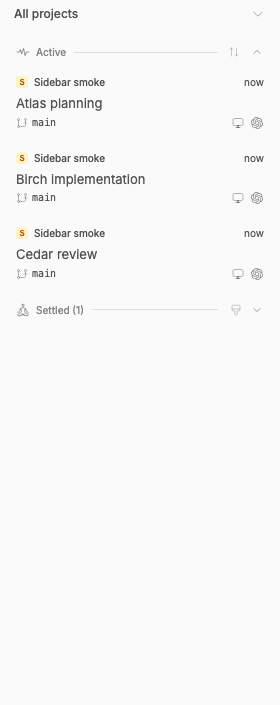 All projects
Active
S Sidebar smoke now
Atlas planning
main
S Sidebar smoke now
Birch implementation
main
S Sidebar smoke now
Cedar review
main
Settled (1)